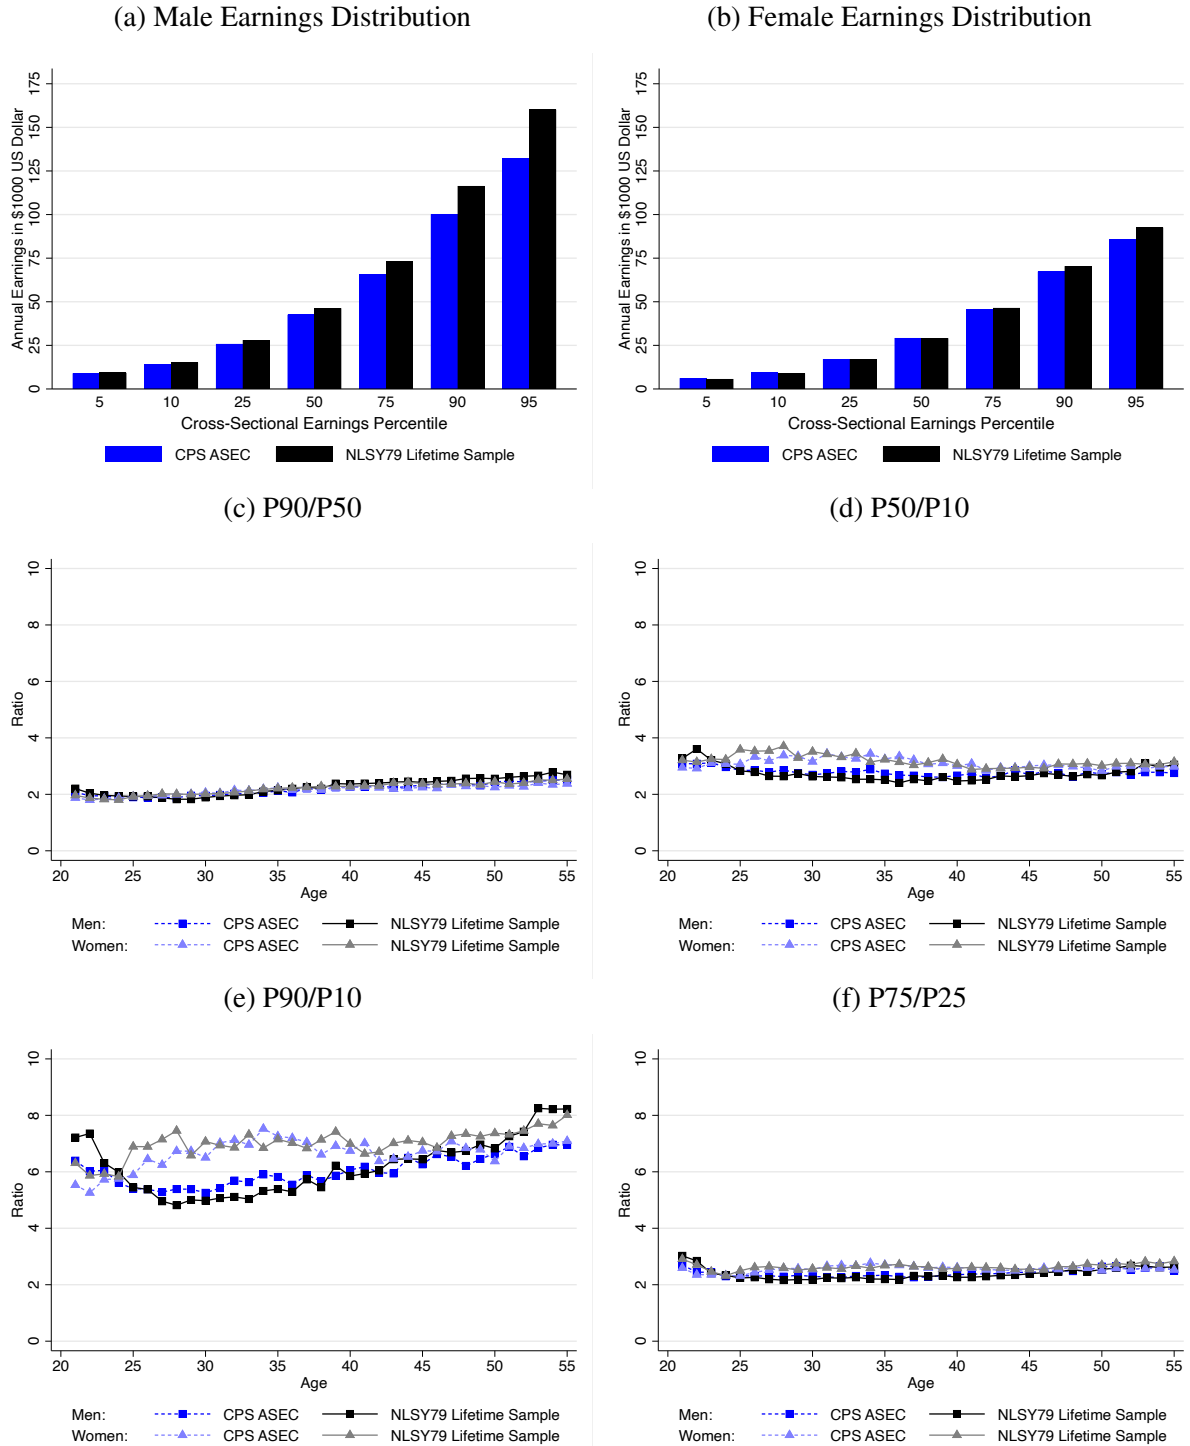 (a) Male Earnings Distribution
(b) Female Earnings Distribution
Annual Earnings in $1000 US Dollar
175
150
125
100
75
50
25
0
5 10 25 50 75 90 95
Cross-Sectional Earnings Percentile
CPS ASEC NLSY79 Lifetime Sample
Annual Earnings in $1000 US Dollar
175
150
125
100
75
50
25
0
5 10 25 50 75 90 95
Cross-Sectional Earnings Percentile
CPS ASEC NLSY79 Lifetime Sample
(c) P90/P50
(d) P50/P10
Ratio
10
8
6
4
2
0
20 25 30 35 40 45 50 55
Age
Men: CPS ASEC NLSY79 Lifetime Sample
Women: CPS ASEC NLSY79 Lifetime Sample
Ratio
10
8
6
4
2
0
20 25 30 35 40 45 50 55
Age
Men: CPS ASEC NLSY79 Lifetime Sample
Women: CPS ASEC NLSY79 Lifetime Sample
(e) P90/P10
(f) P75/P25
Ratio
10
8
6
4
2
0
20 25 30 35 40 45 50 55
Age
Men: CPS ASEC NLSY79 Lifetime Sample
Women: CPS ASEC NLSY79 Lifetime Sample
Ratio
10
8
6
4
2
0
20 25 30 35 40 45 50 55
Age
Men: CPS ASEC NLSY79 Lifetime Sample
Women: CPS ASEC NLSY79 Lifetime Sample